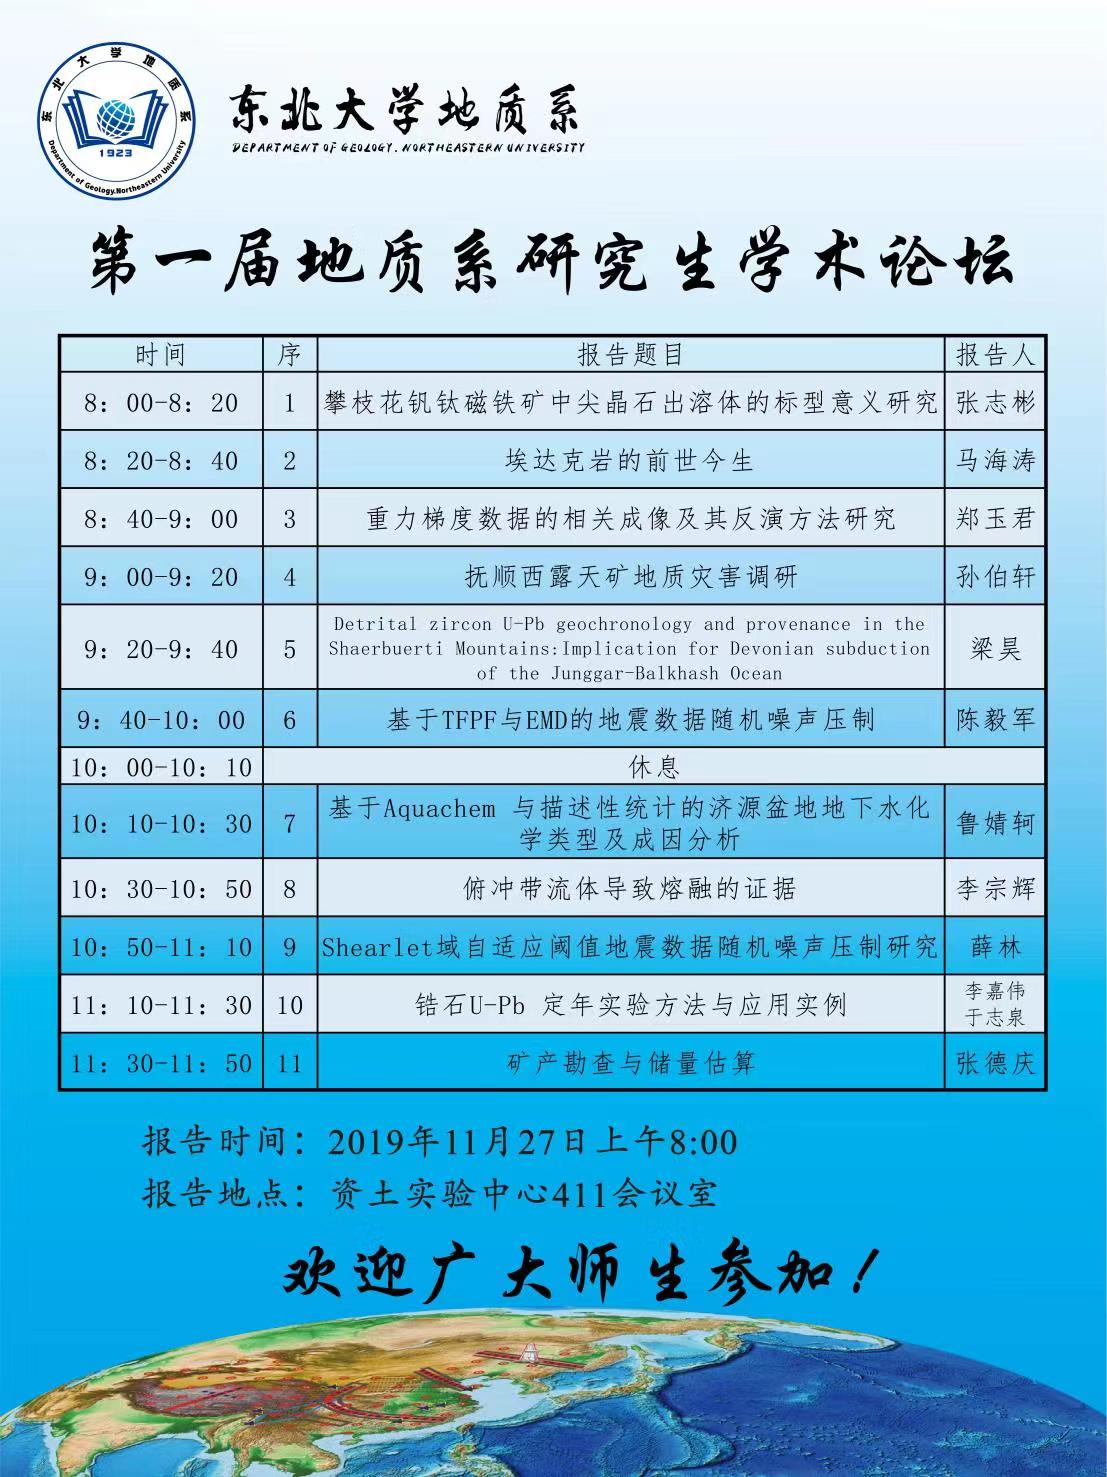 东北大学地质系
1923
Department of Geology.Northeastern University
东北大学地质系
DEPARTMENT OF GEOLOGY. NORTHEASTERN UNIVERSITY
第一届地质系研究生学术论坛
时间 序 报告题目 报告人
8：00-8：20 1 攀枝花钒钛磁铁矿中尖晶石出溶体的标型意义研究 张志彬
8：20-8：40 2 埃达克岩的前世今生 马海涛
8：40-9：00 3 重力梯度数据的相关成像及其反演方法研究 郑玉君
9：00-9：20 4 抚顺西露天矿地质灾害调研 孙伯轩
9：20-9：40 5 Detrital zircon U-Pb geochronology and provenance in the
Shaerbuerti Mountains:Implication for Devonian subduction
of the Junggar-Balkhash Ocean 梁昊
9：40-10：00 6 基于TFPF与EMD的地震数据随机噪声压制 陈毅军
10：00-10：10 休息
10：10-10：30 7 基于Aquachem 与描述性统计的济源盆地地下水化
学类型及成因分析 鲁婧轲
10：30-10：50 8 俯冲带流体导致熔融的证据 李宗辉
10：50-11：10 9 Shearlet域自适应阈值地震数据随机噪声压制研究 薛林
11：10-11：30 10 锆石U-Pb 定年实验方法与应用实例 李嘉伟
于志泉
11：30-11：50 11 矿产勘查与储量估算 张德庆
报告时间：2019年11月27日上午8:00
报告地点：资土实验中心411会议室
欢迎广大师生参加！